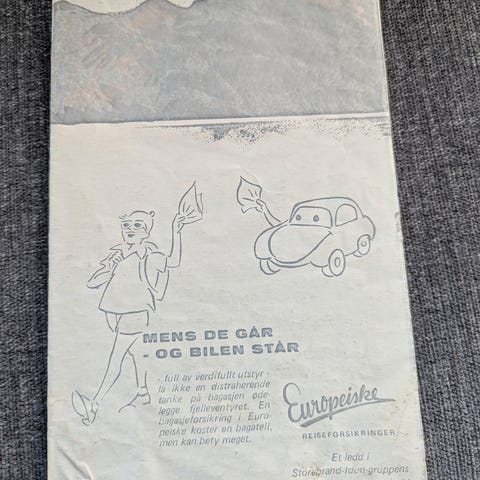 MENS DE GÅR
- OG BILEN STÅR
- full av verdifullt utstyr -
la ikke en distraherende
tanke på bagasjen øde-
legge fjelleventyret. En
bagasjeforsikring i Euro-
peiske koster en bagatell,
men kan bety meget.
Europeiske
REISEFORSIKRINGER
Et ledd i
Storebrand-Idun-gruppens